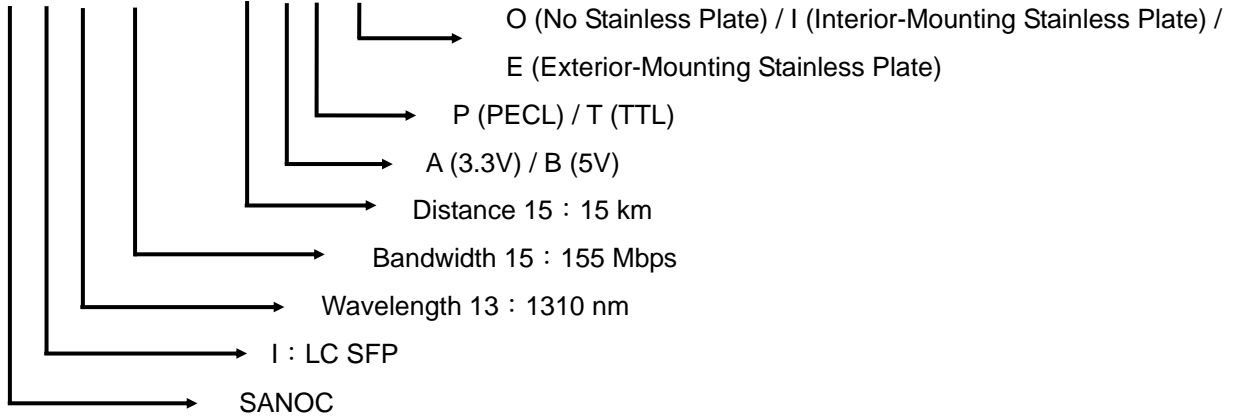 O (No Stainless Plate) / I (Interior-Mounting Stainless Plate) /
E (Exterior-Mounting Stainless Plate)
P (PECL) / T (TTL)
A (3.3V) / B (5V)
Distance 15：15 km
Bandwidth 15：155 Mbps
Wavelength 13：1310 nm
I：LC SFP
SANOC